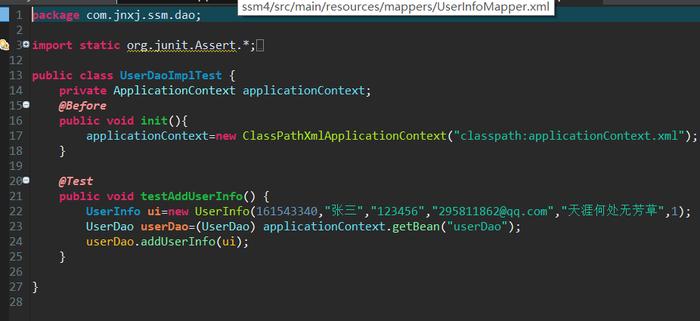 ssm4/src/main/resources/mappers/UserInfoMapper.xml
1 package com.jnxj.ssm.dao;
2
3 import static org.junit.Assert.*;
12
13 public class UserDaoImplTest {
14 private ApplicationContext applicationContext;
15 @Before
16 public void init(){
17 applicationContext=new ClassPathXmlApplicationContext("classpath:applicationContext.xml");
18 }
19
20 @Test
21 public void testAddUserInfo() {
22 UserInfo ui=new UserInfo(161543340,"张三","123456","295811862@qq.com","天涯何处无芳草",1);
23 UserDao userDao=(UserDao) applicationContext.getBean("userDao");
24 userDao.addUserInfo(ui);
25 }
26
27 }
28